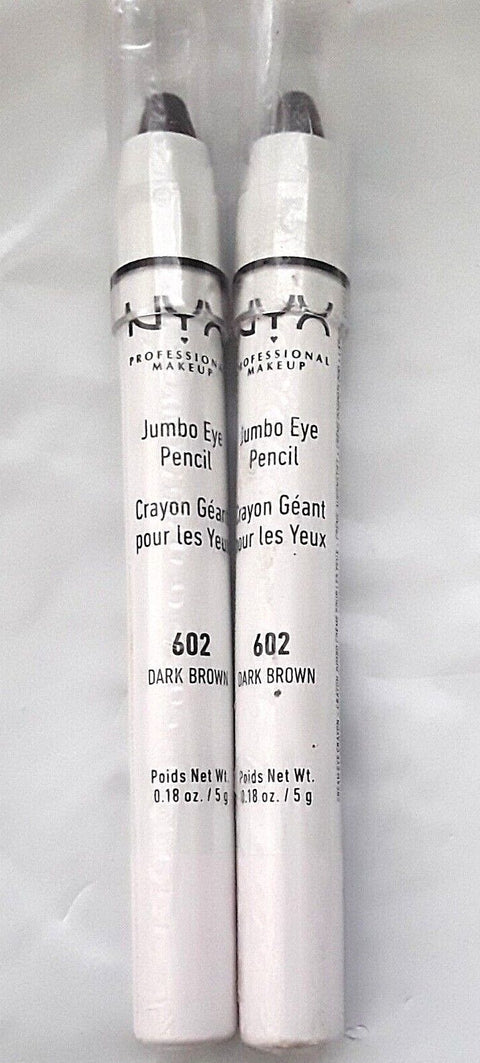 NYX
PROFESSIONAL
MAKEUP
Jumbo Eye
Pencil
Crayon Géant
pour les Yeux
602
DARK BROWN
Poids Net Wt.
0.18 oz. / 5 g
NYX
PROFESSIONAL
MAKEUP
Jumbo Eye
Pencil
Crayon Géant
pour les Yeux
602
DARK BROWN
Poids Net Wt.
0.18 oz. / 5 g